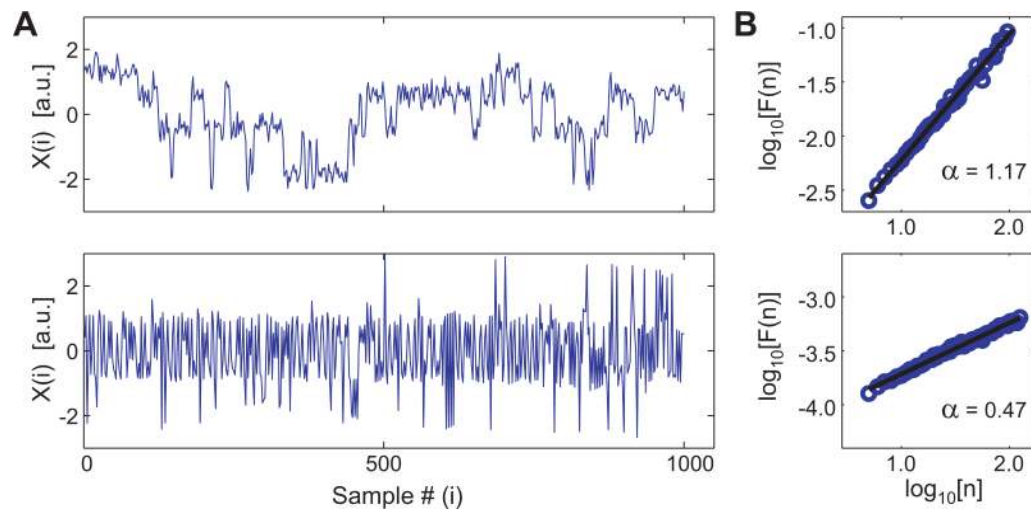 A
2
0
-2
X(i) [a.u.]
B
-1.0
-1.5
-2.0
-2.5
log10[F(n)]
α = 1.17
1.0 2.0
2
0
-2
X(i) [a.u.]
0 500 1000
Sample # (i)
-3.0
-3.5
-4.0
log10[F(n)]
α = 0.47
1.0 2.0
log10[n]